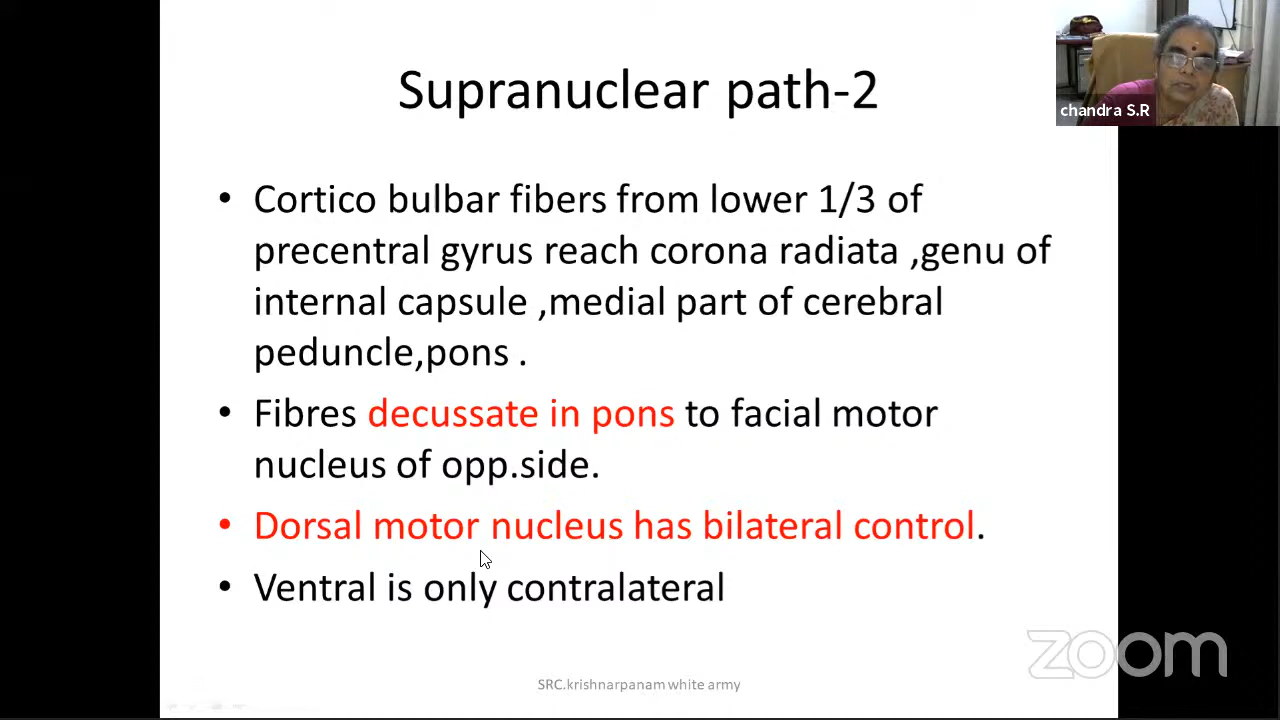 Supranuclear path-2
chandra S.R
• Cortico bulbar fibers from lower 1/3 of
precentral gyrus reach corona radiata ,genu of
internal capsule ,medial part of cerebral
peduncle,pons .
• Fibres decussate in pons to facial motor
nucleus of opp.side.
• Dorsal motor nucleus has bilateral control.
• Ventral is only contralateral
zoom
SRC.krishnarpanam white army